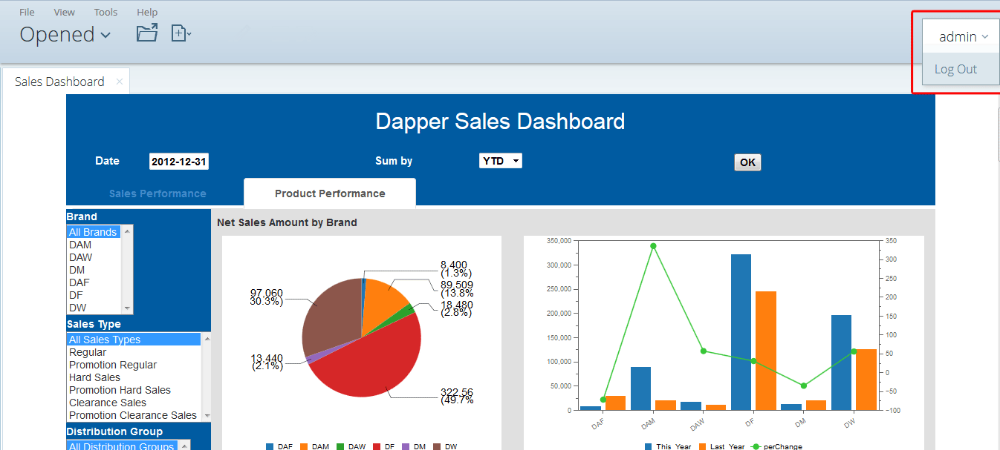 File View Tools Help
Opened
admin
Log Out
Sales Dashboard ×
Dapper Sales Dashboard
Date 2012-12-31 Sum by YTD OK
Sales Performance Product Performance
Brand
All Brands
DAM
DAW
DM
DAF
DF
DW
Sales Type
All Sales Types
Regular
Promotion Regular
Hard Sales
Promotion Hard Sales
Clearance Sales
Promotion Clearance Sales
Distribution Group
All Distribution Groups
Net Sales Amount by Brand
8,400
(1.3%)
89,509
(13.8%
18,480
(2.8%)
97,060
30.3%)
13,440
(2.1%)
322,56
(49.7%
DAF DAM DAW DF DM DW
350,000
300,000
250,000
200,000
150,000
100,000
50,000
0
350
300
250
200
150
100
50
0
−50
−100
DAF DAM DAW DF DM DW
This Year Last Year perChange